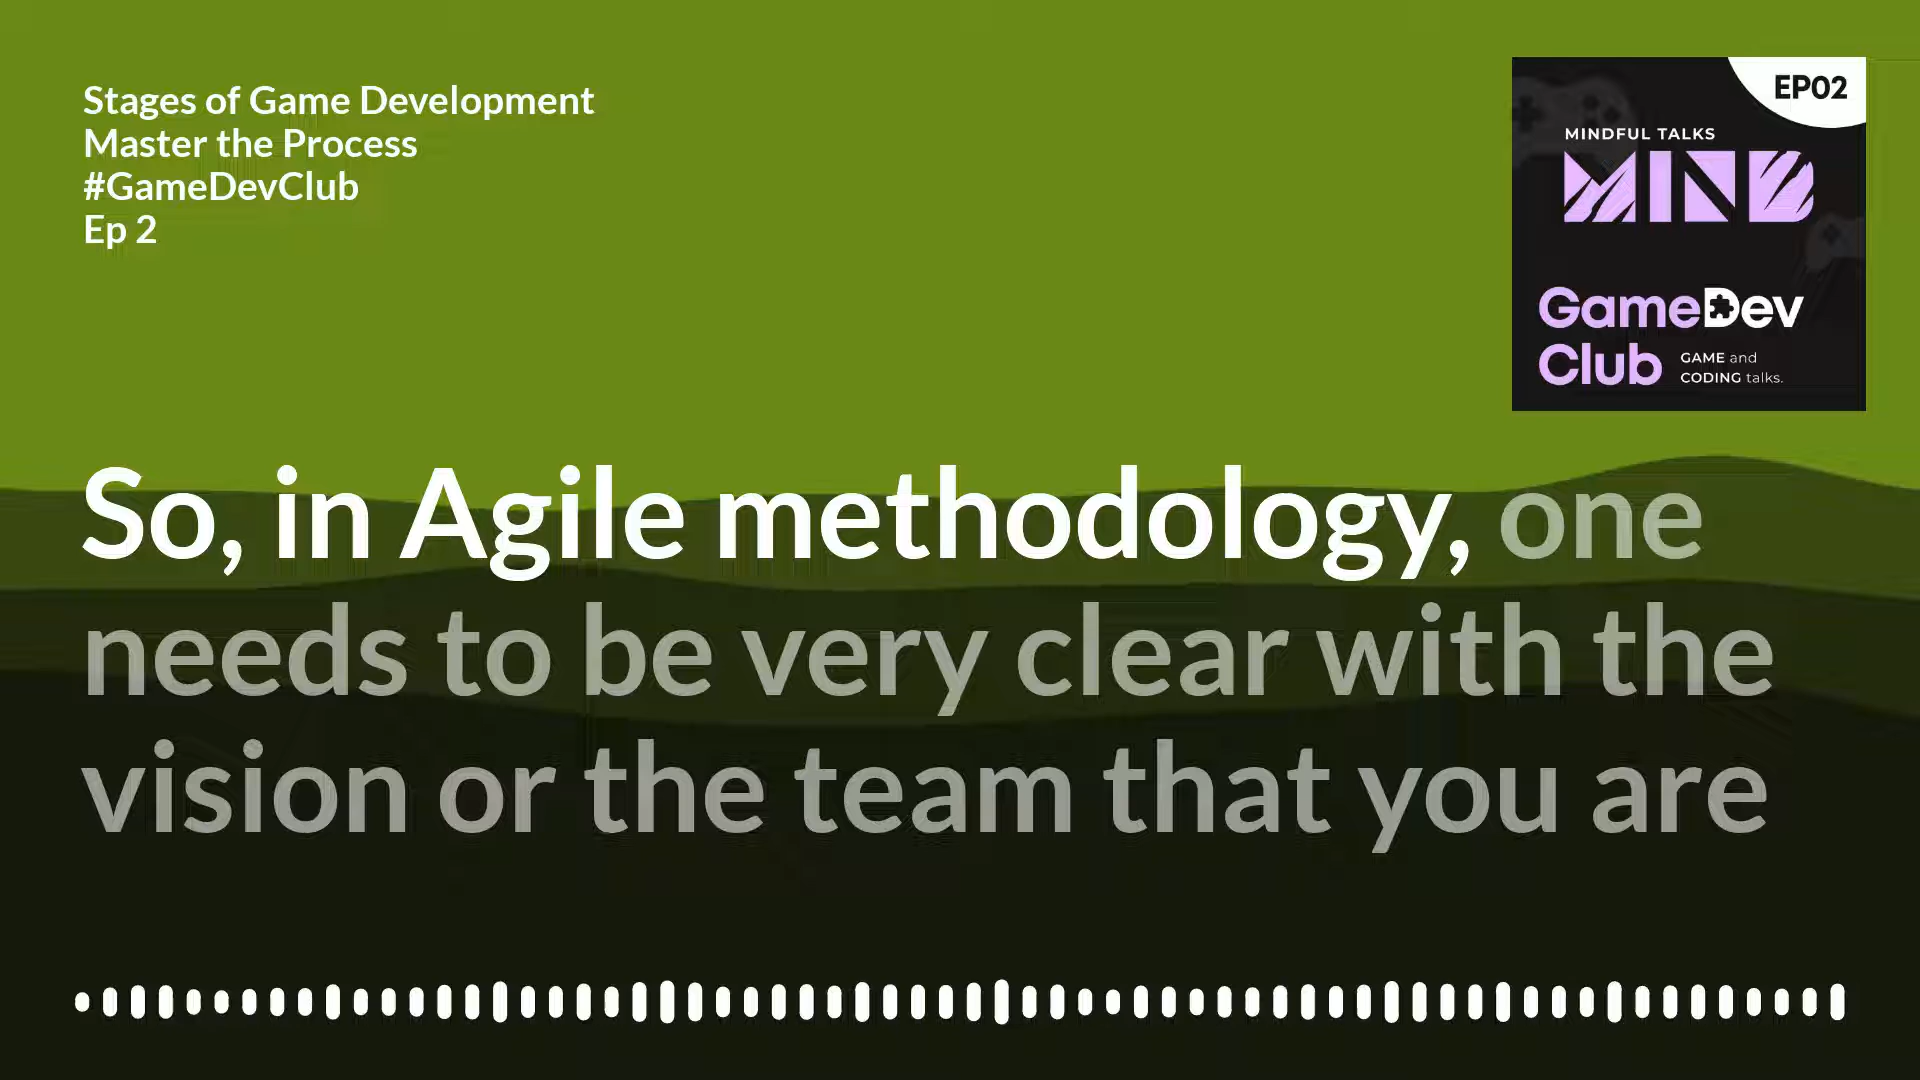 Stages of Game Development
Master the Process
#GameDevClub
Ep 2
EP02
MINDFUL TALKS
MIND
GameDev
Club
GAME and
CODING talks.
So, in Agile methodology, one
needs to be very clear with the
vision or the team that you are